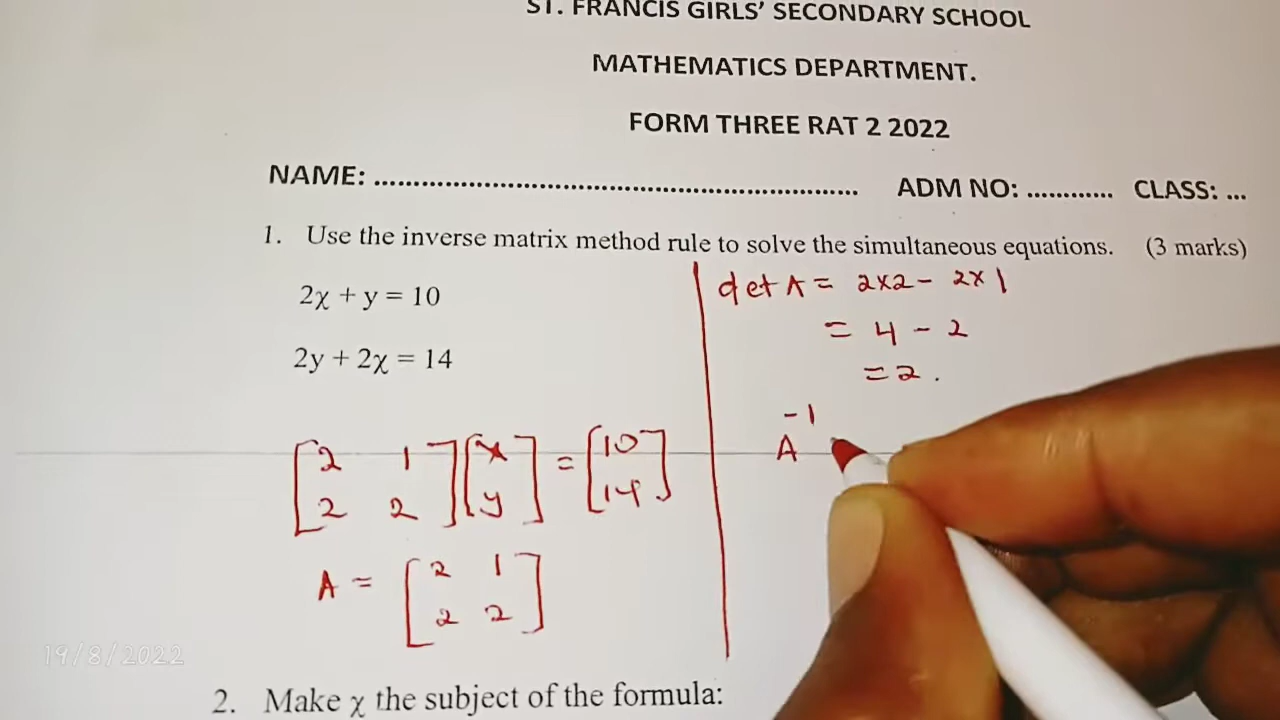 ST. FRANCIS GIRLS' SECONDARY SCHOOL
MATHEMATICS DEPARTMENT.
FORM THREE RAT 2 2022
NAME: ................................................................ ADM NO: ............ CLASS: ...
1. Use the inverse matrix method rule to solve the simultaneous equations. (3 marks)
2χ + y = 10
2y + 2χ = 14
[2 1] [x] = [10]
[2 2] [y] [14]
A = [2 1]
[2 2]
det A = 2x2 - 2x1
= 4 - 2
= 2.
A⁻¹
19/8/2022
2. Make χ the subject of the formula: